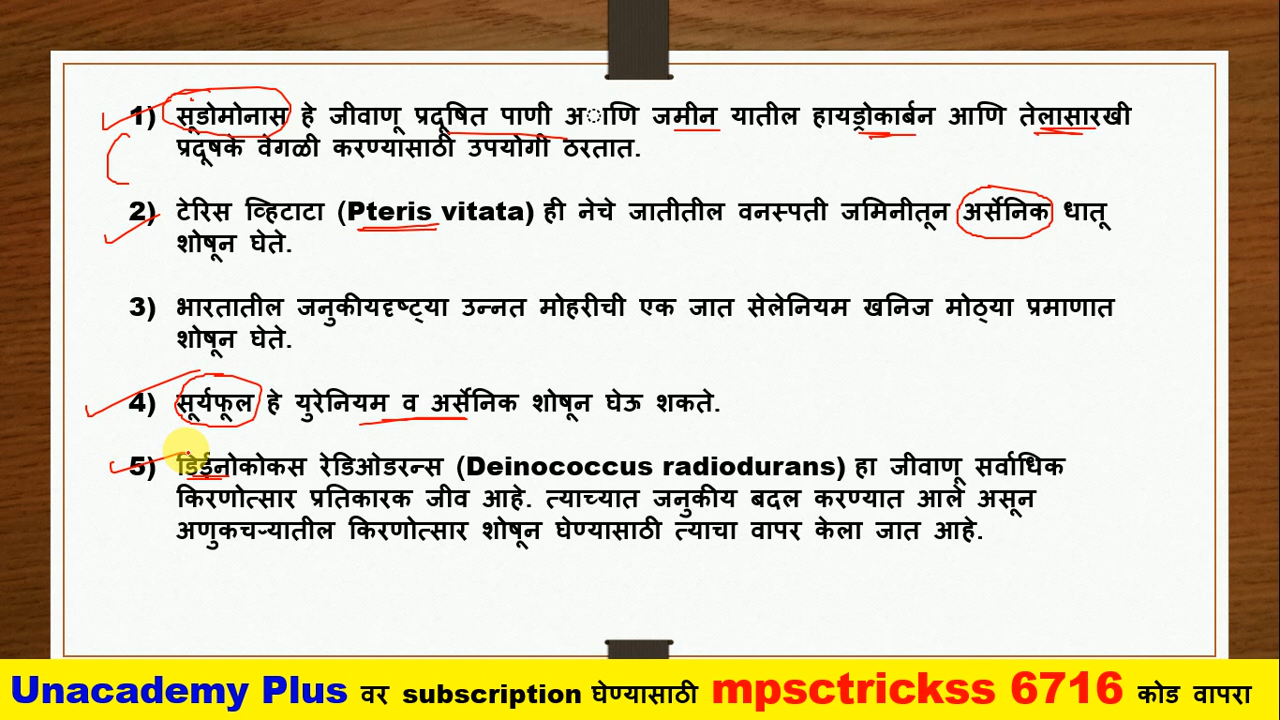 1) सूडोमोनास हे जीवाणू प्रदूषित पाणी अाणि जमीन यातील हायड्रोकार्बन आणि तेलासारखी
प्रदूषके वेगळी करण्यासाठी उपयोगी ठरतात.
2) टेरिस व्हिटाटा (Pteris vitata) ही नेचे जातीतील वनस्पती जमिनीतून अर्सेनिक धातू
शोषून घेते.
3) भारतातील जनुकीयदृष्ट्या उन्नत मोहरीची एक जात सेलेनियम खनिज मोठ्या प्रमाणात
शोषून घेते.
4) सूर्यफूल हे युरेनियम व अर्सेनिक शोषून घेऊ शकते.
5) डिईनोकोकस रेडिओडरन्स (Deinococcus radiodurans) हा जीवाणू सर्वाधिक
किरणोत्सार प्रतिकारक जीव आहे. त्याच्यात जनुकीय बदल करण्यात आले असून
अणुकचऱ्यातील किरणोत्सार शोषून घेण्यासाठी त्याचा वापर केला जात आहे.
Unacademy Plus वर subscription घेण्यासाठी mpsctrickss 6716 कोड वापरा